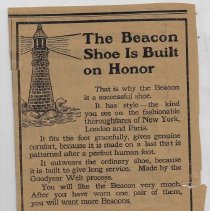 The Beacon
Shoe Is Built
on Honor
That is why the Beacon
is a successful shoe.
It has style—the kind
you see on the fashionable
thoroughfares of New York,
London and Paris.
It fits the foot gracefully, gives genuine
comfort, because it is made on a last that is
patterned after a perfect human foot.
It outwears the ordinary shoe, because
it is built to give long service. Made by the
Goodyear Welt process.
You will like the Beacon very much.
After you have worn one pair of them,
you will want more Beacons.